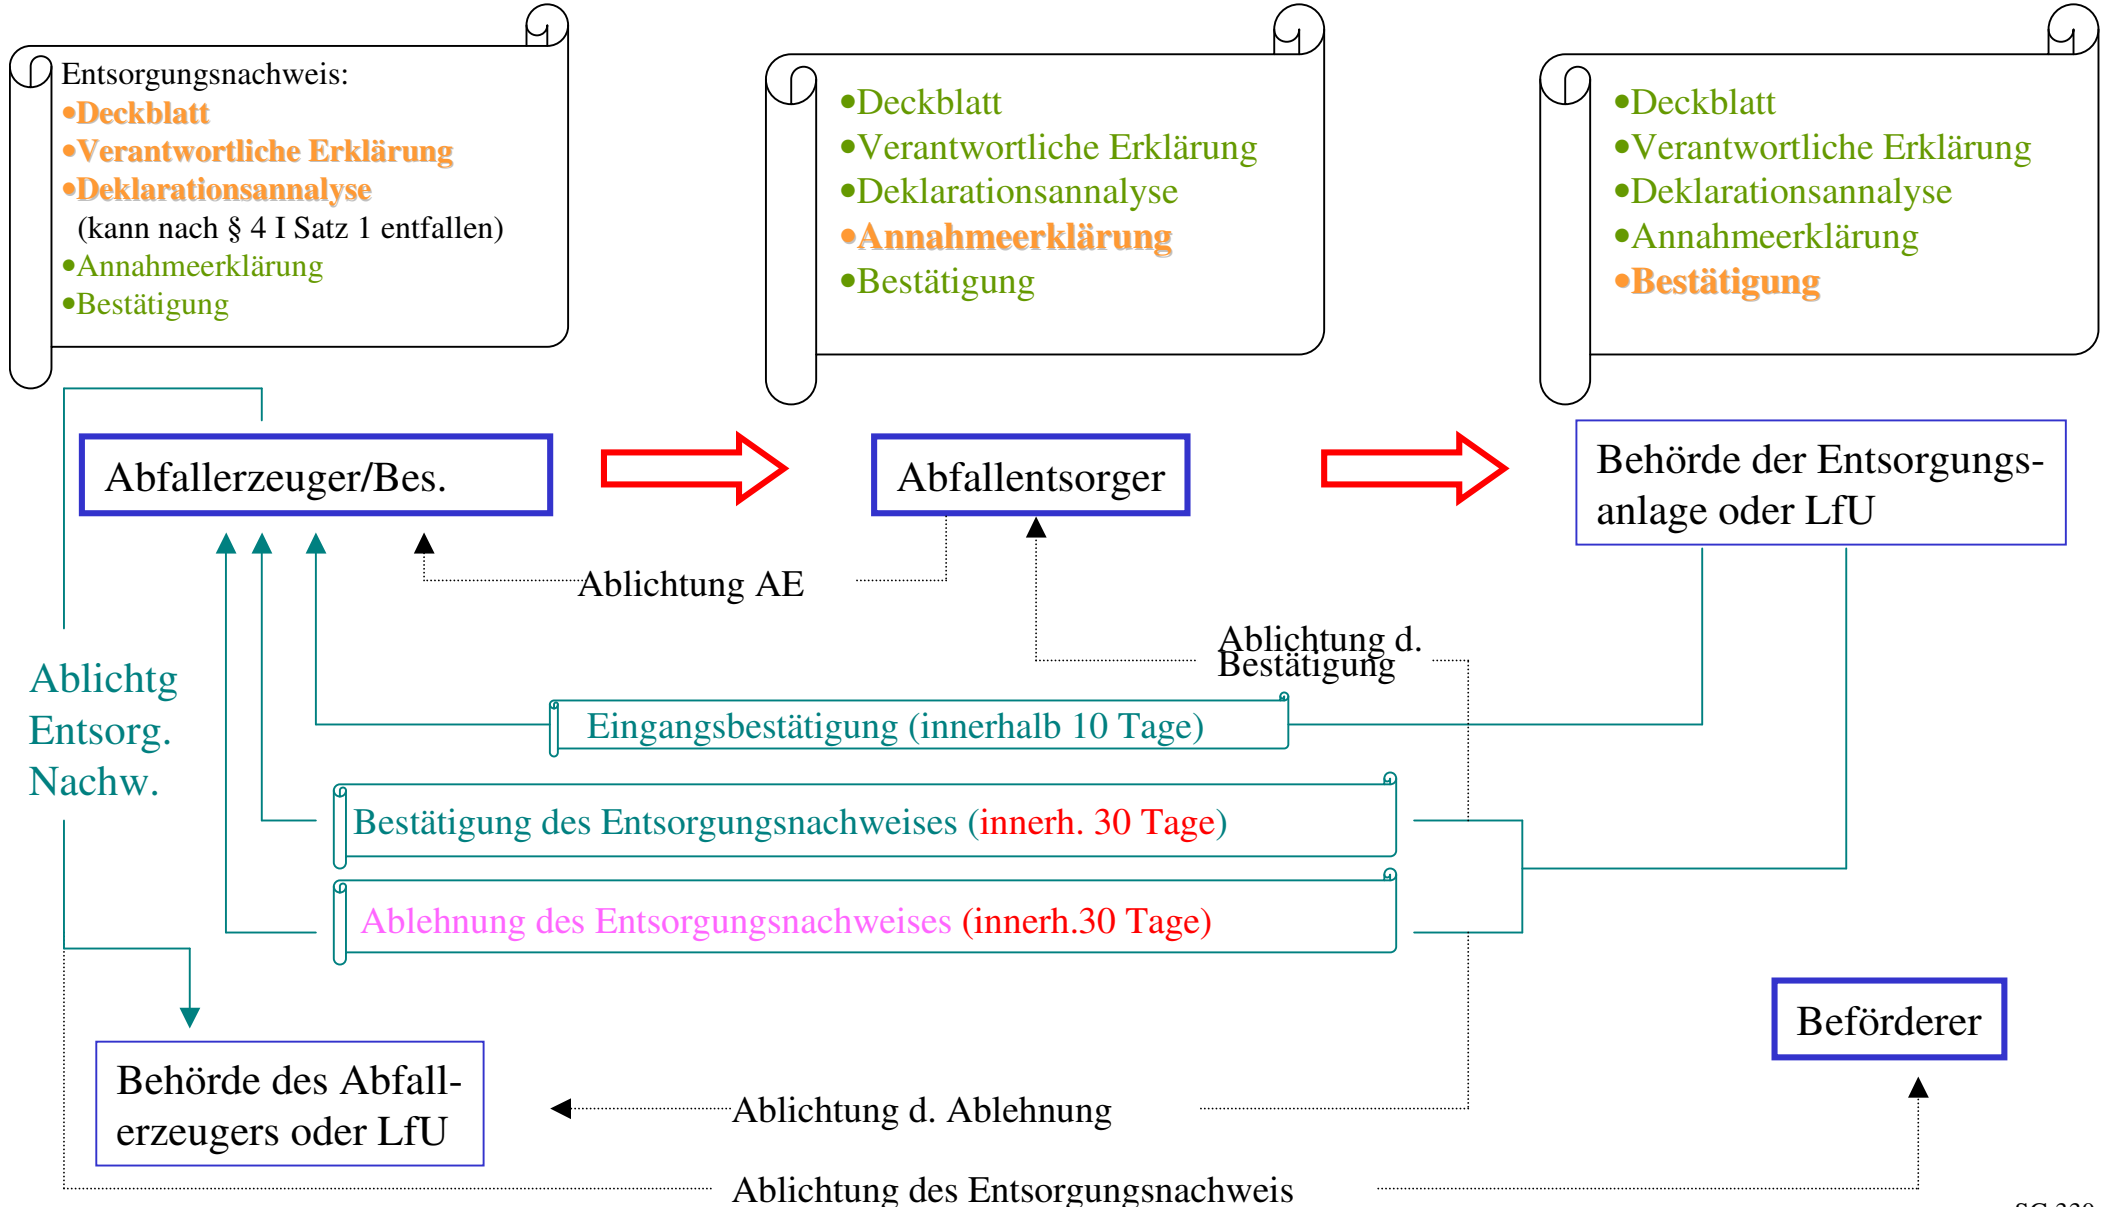 Entsorgungsnachweis:
•Deckblatt
•Verantwortliche Erklärung
•Deklarationsannalyse
(kann nach § 4 I Satz 1 entfallen)
•Annahmeerklärung
•Bestätigung
•Deckblatt
•Verantwortliche Erklärung
•Deklarationsannalyse
•Annahmeerklärung
•Bestätigung
•Deckblatt
•Verantwortliche Erklärung
•Deklarationsannalyse
•Annahmeerklärung
•Bestätigung
Abfallerzeuger/Bes.
Abfallentsorger
Behörde der Entsorgungs-
anlage oder LfU
Ablichtung AE
Ablichtung d.
Bestätigung
Ablichtg
Entsorg.
Nachw.
Eingangsbestätigung (innerhalb 10 Tage)
Bestätigung des Entsorgungsnachweises (innerh. 30 Tage)
Ablehnung des Entsorgungsnachweises (innerh.30 Tage)
Beförderer
Behörde des Abfall-
erzeugers oder LfU
Ablichtung d. Ablehnung
Ablichtung des Entsorgungsnachweis